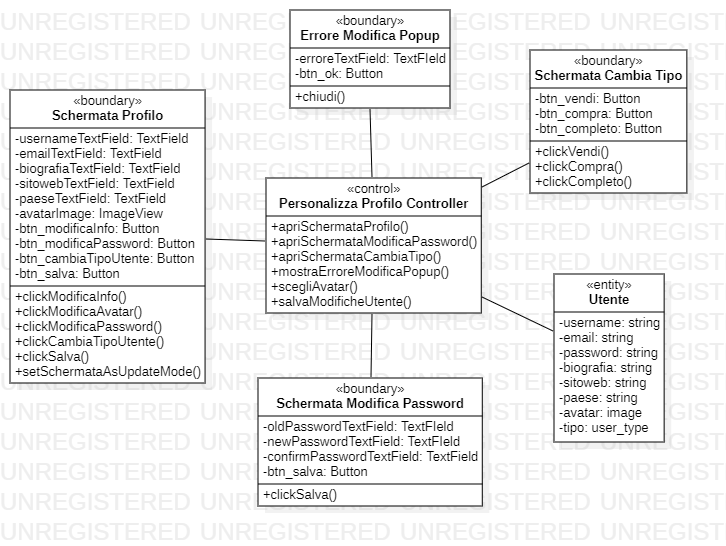 «boundary»
Errore Modifica Popup
-erroreTextField: TextField
-btn_ok: Button
+chiudi()
«boundary»
Schermata Cambia Tipo
-btn_vendi: Button
-btn_compra: Button
-btn_completo: Button
+clickVendi()
+clickCompra()
+clickCompleto()
«boundary»
Schermata Profilo
-usernameTextField: TextField
-emailTextField: TextField
-biografiaTextField: TextField
-sitowebTextField: TextField
-paeseTextField: TextField
-avatarImage: ImageView
-btn_modificaInfo: Button
-btn_modificaPassword: Button
-btn_cambiaTipoUtente: Button
-btn_salva: Button
+clickModificaInfo()
+clickModificaAvatar()
+clickModificaPassword()
+clickCambiaTipoUtente()
+clickSalva()
+setSchermataAsUpdateMode()
«control»
Personalizza Profilo Controller
+apriSchermataProfilo()
+apriSchermataModificaPassword()
+apriSchermataCambiaTipo()
+mostraErroreModificaPopup()
+scegliAvatar()
+salvaModificheUtente()
«entity»
Utente
-username: string
-email: string
-password: string
-biografia: string
-sitoweb: string
-paese: string
-avatar: image
-tipo: user_type
«boundary»
Schermata Modifica Password
-oldPasswordTextField: TextField
-newPasswordTextField: TextField
-confirmPasswordTextField: TextField
-btn_salva: Button
+clickSalva()
UNREGISTERED UNREGISTERED UNREGISTERED UNREGIST